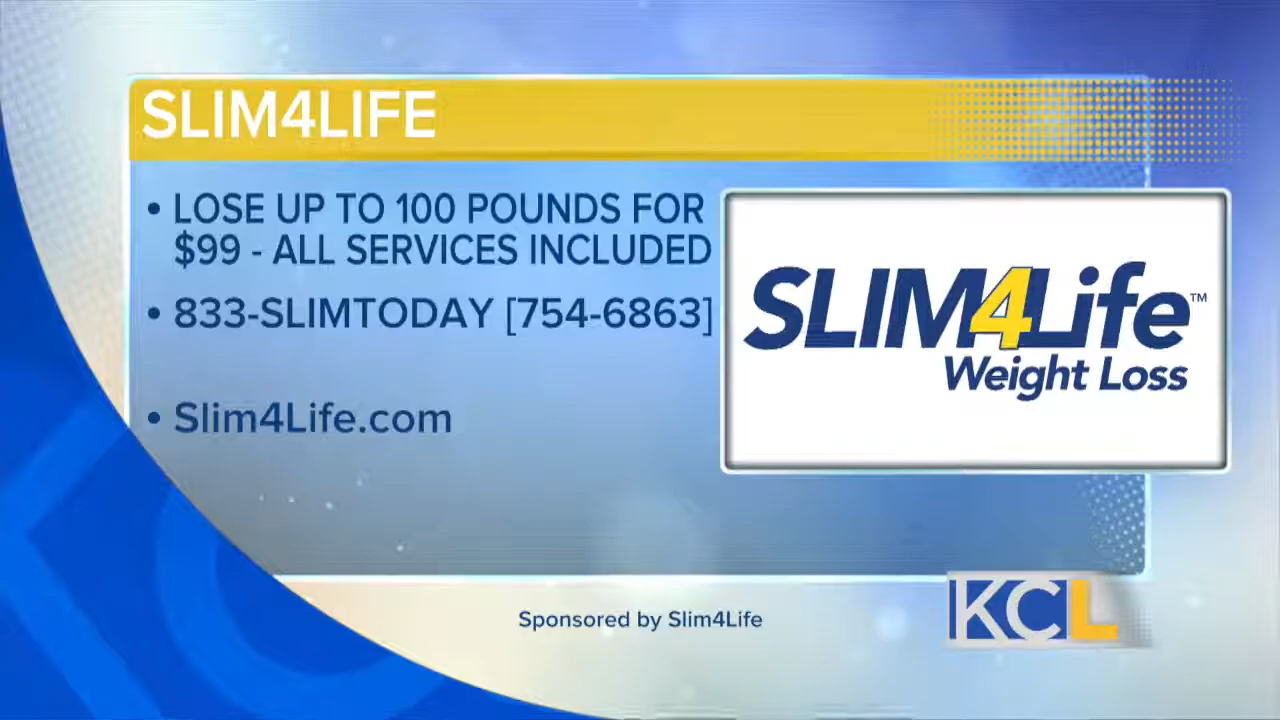 SLIM4LIFE
• LOSE UP TO 100 POUNDS FOR
$99 - ALL SERVICES INCLUDED
• 833-SLIMTODAY [754-6863]
• Slim4Life.com
SLIM4Life™
Weight Loss
Sponsored by Slim4Life
KCL